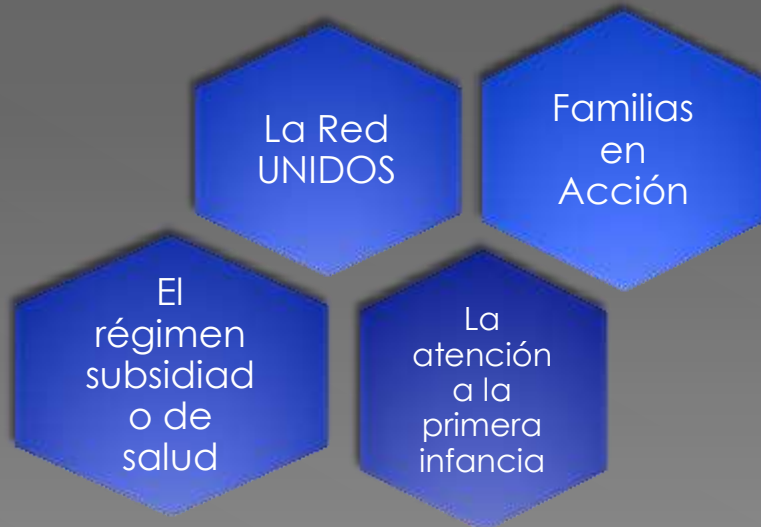 La Red
UNIDOS
Familias
en
Acción
El
régimen
subsidiad
o de
salud
La
atención
a la
primera
infancia